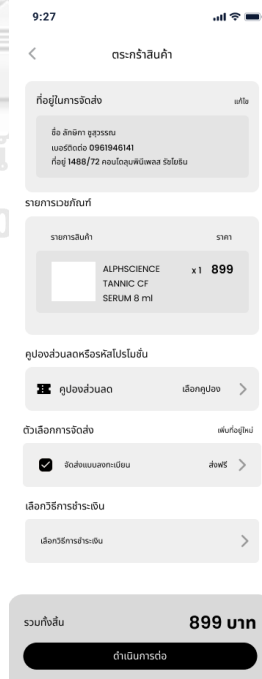 9:27
ตระกร้าสินค้า
ที่อยู่ในการจัดส่ง แก้ไข
ชื่อ ลักษิกา ชูสุวรรณ
เบอร์ติดต่อ 0961946141
ที่อยู่ 1488/72 คอนโดลุมพินีเพลส รัชโยธิน
รายการเวชภัณฑ์
รายการสินค้า ราคา
ALPHSCIENCE x 1 899
TANNIC CF
SERUM 8 ml
คูปองส่วนลดหรือรหัสโปรโมชั่น
คูปองส่วนลด เลือกคูปอง
ตัวเลือกการจัดส่ง เพิ่มที่อยู่ใหม่
จัดส่งแบบลงทะเบียน ส่งฟรี
เลือกวิธีการชำระเงิน
เลือกวิธีการชำระเงิน
รวมทั้งสิ้น 899 บาท
ดำเนินการต่อ